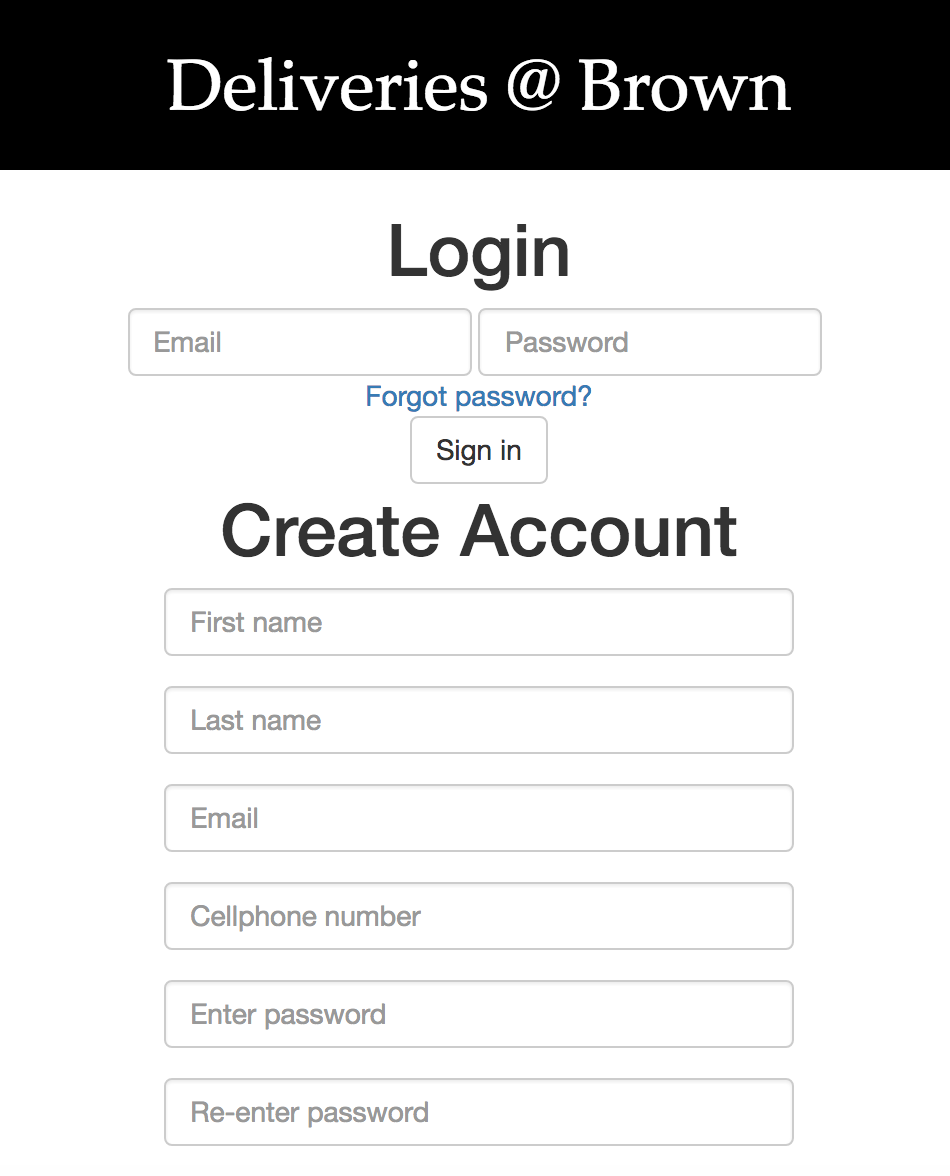 Deliveries @ Brown
Login
Email Password
Forgot password?
Sign in
Create Account
First name
Last name
Email
Cellphone number
Enter password
Re-enter password